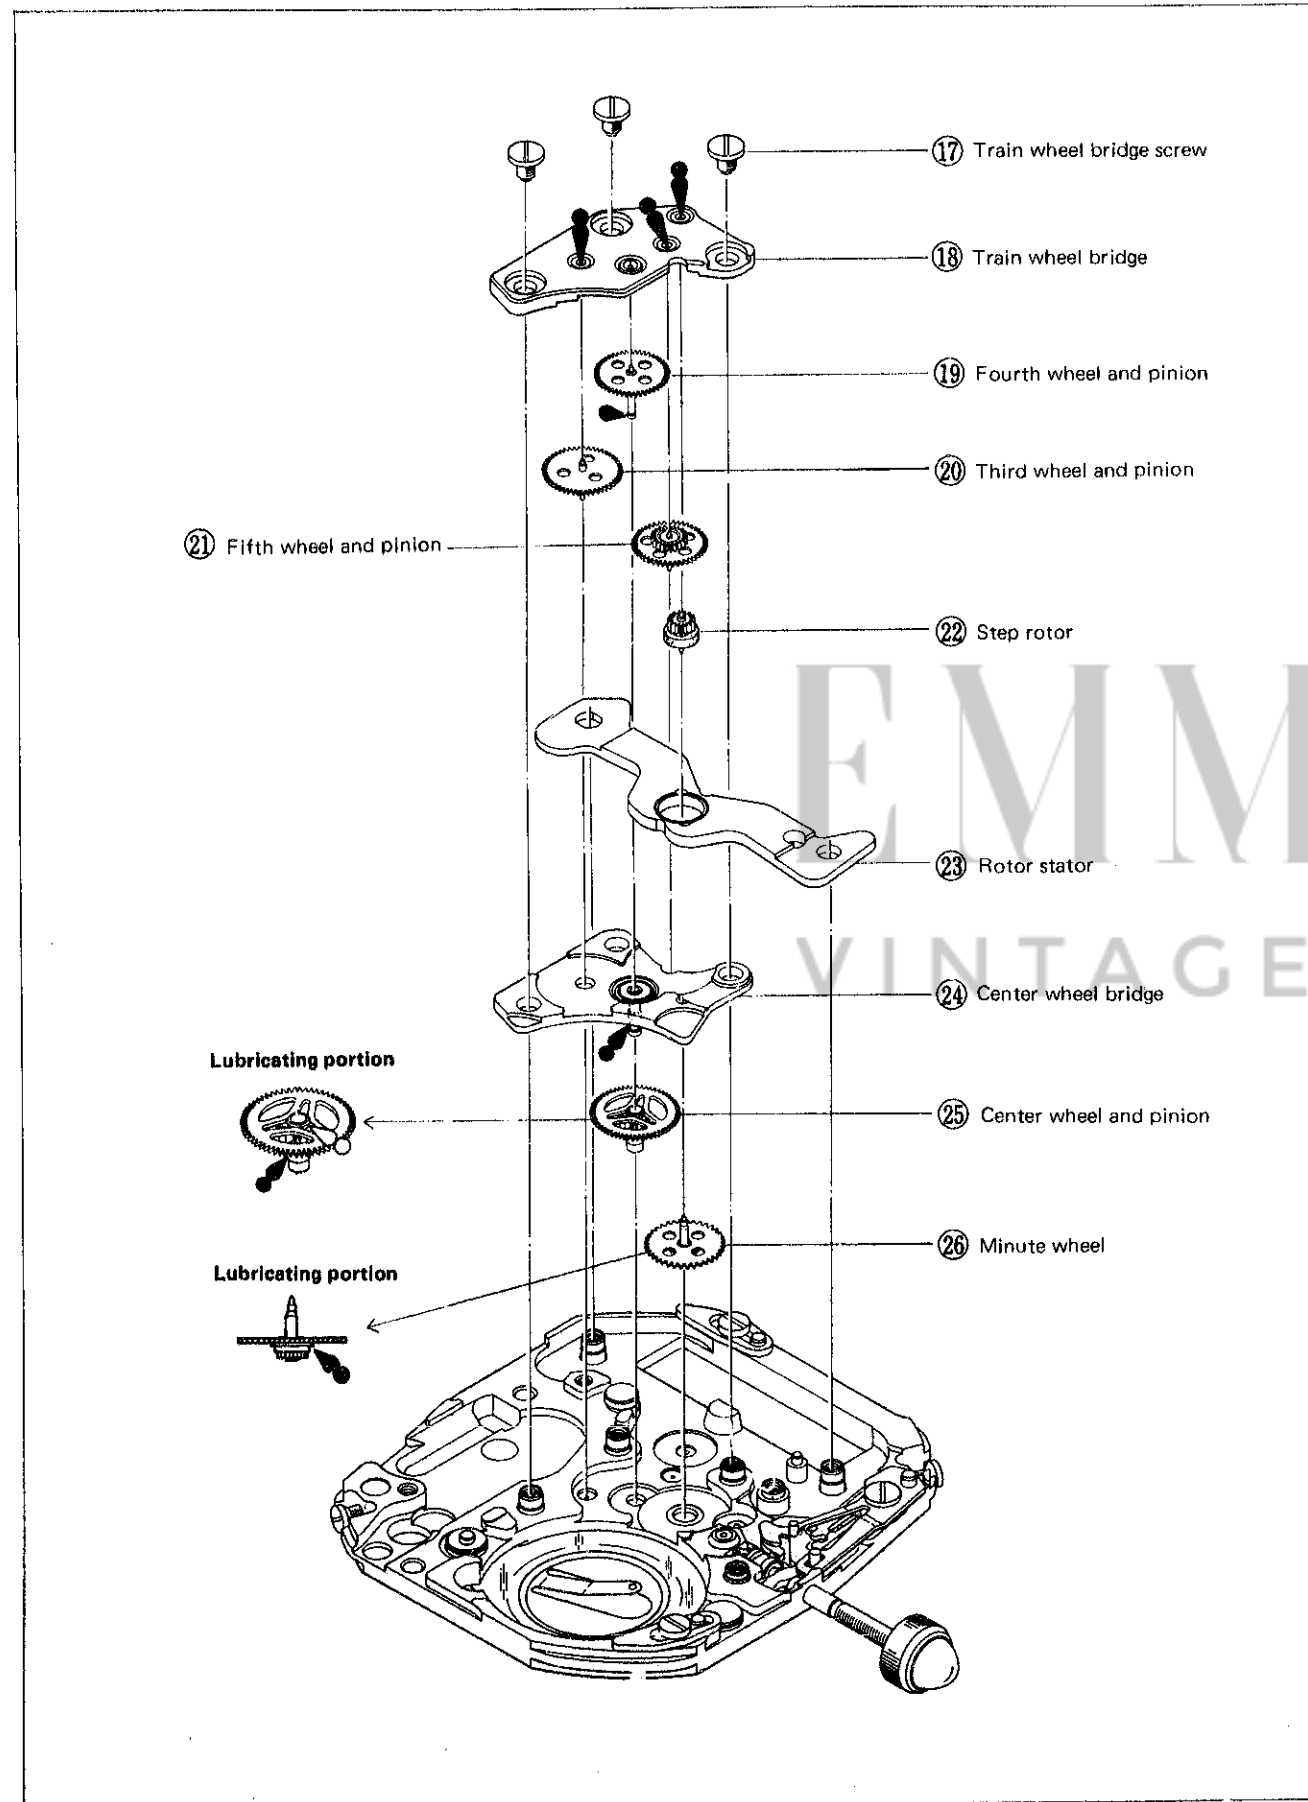 ⑰ Train wheel bridge screw
⑱ Train wheel bridge
⑲ Fourth wheel and pinion
⑳ Third wheel and pinion
㉑ Fifth wheel and pinion
㉒ Step rotor
EMM
㉓ Rotor stator
VINTAGE
㉔ Center wheel bridge
Lubricating portion
㉕ Center wheel and pinion
㉖ Minute wheel
Lubricating portion